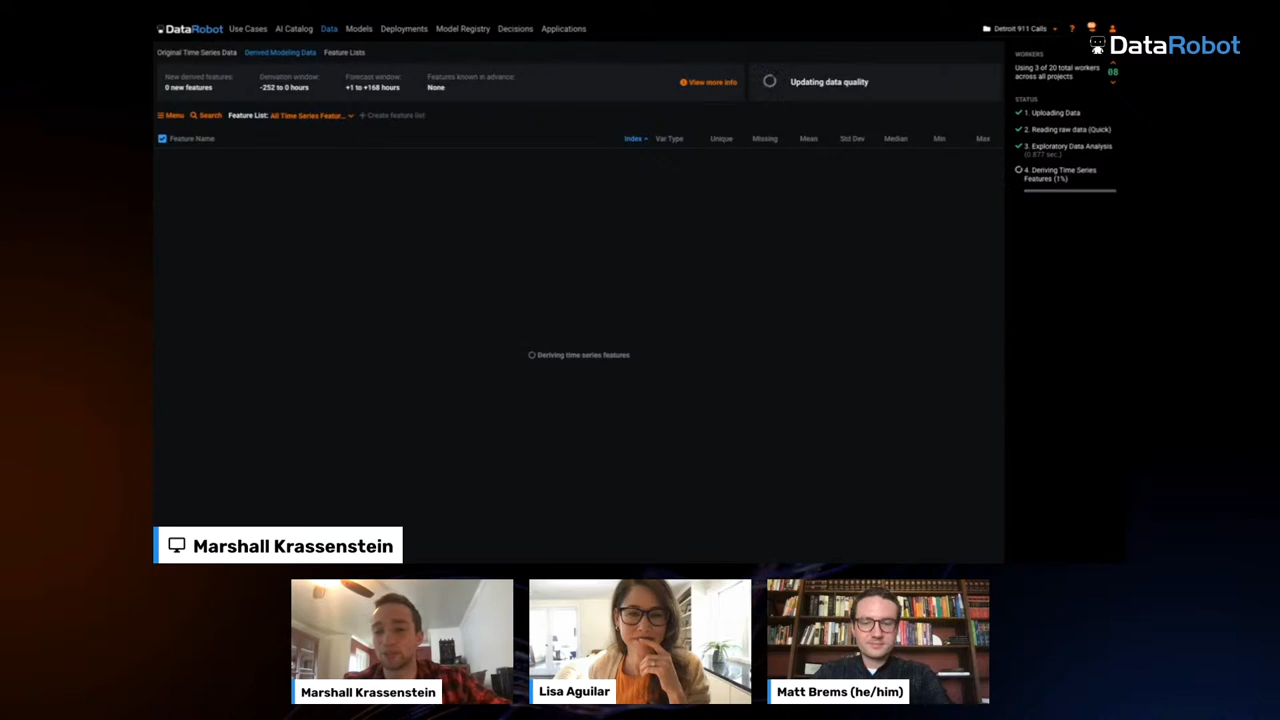 DataRobot Use Cases AI Catalog Data Models Deployments Model Registry Decisions Applications Detroit 911 Calls ?
DataRobot
Original Time Series Data Derived Modeling Data Feature Lists
New derived features: Derivation window: Forecast window: Features known in advance:
0 new features -252 to 0 hours +1 to +168 hours None
View more info
Updating data quality
WORKERS
Using 3 of 20 total workers
across all projects
08
STATUS
1. Uploading Data
2. Reading raw data (Quick)
3. Exploratory Data Analysis
(0.877 sec.)
4. Deriving Time Series
Features (1%)
Menu Search Feature List: All Time Series Featur... + Create feature list
Feature Name Index Var Type Unique Missing Mean Std Dev Median Min Max
Deriving time series features
Marshall Krassenstein
Marshall Krassenstein
Lisa Aguilar
Matt Brems (he/him)